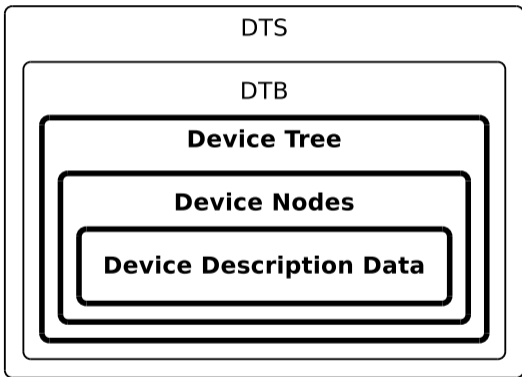 DTS
DTB
Device Tree
Device Nodes
Device Description Data